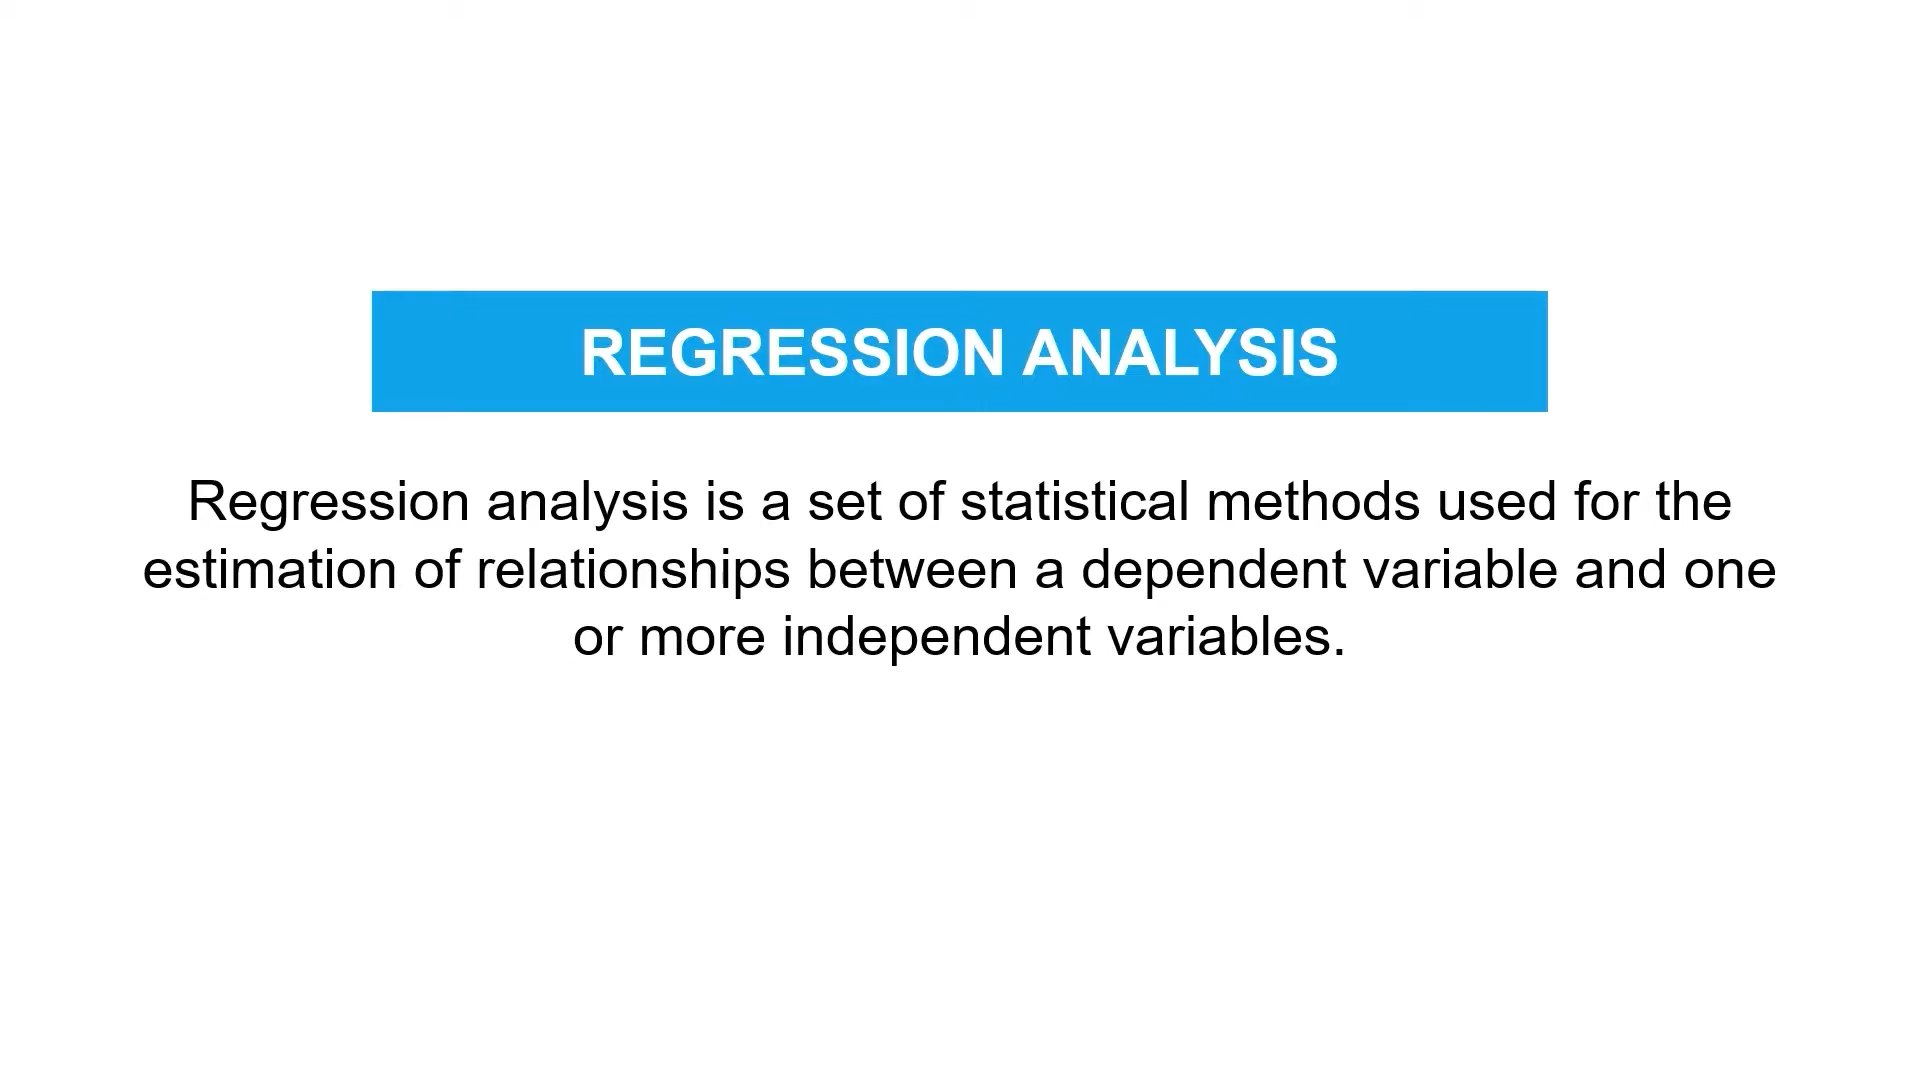 REGRESSION ANALYSIS
Regression analysis is a set of statistical methods used for the
estimation of relationships between a dependent variable and one
or more independent variables.